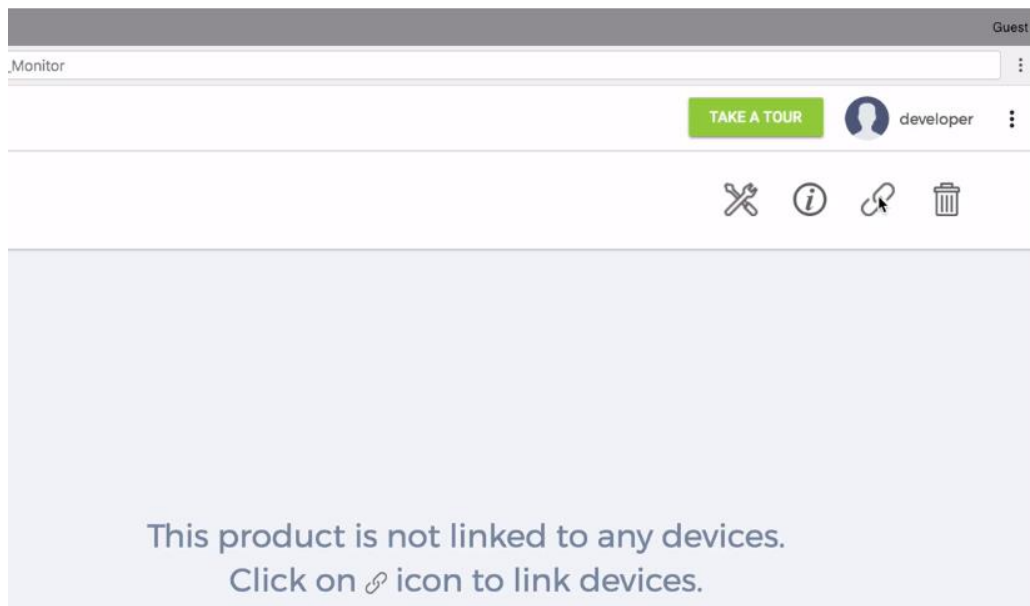 Guest
_Monitor
TAKE A TOUR
developer
This product is not linked to any devices.
Click on icon to link devices.